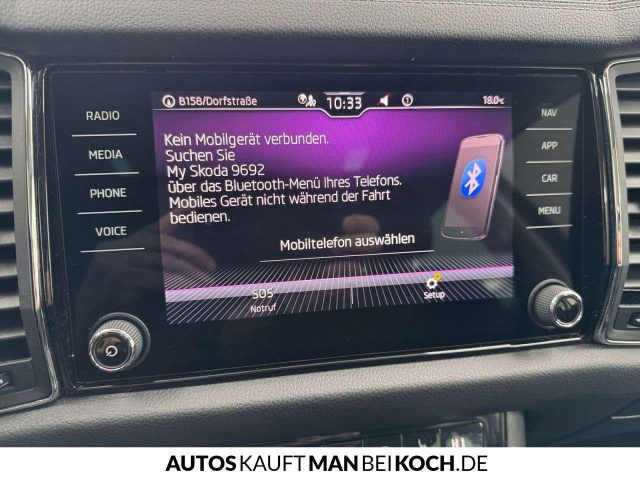 B158/Dorfstraße 10:33 18.0°C
RADIO
MEDIA
PHONE
VOICE
Kein Mobilgerät verbunden.
Suchen Sie
My Skoda 9692
über das Bluetooth-Menü Ihres Telefons.
Mobiles Gerät nicht während der Fahrt
bedienen.
Mobiltelefon auswählen
SOS
Notruf
Setup
NAV
APP
CAR
MENU
AUTOSKAUFTMANBEIKOCH.DE